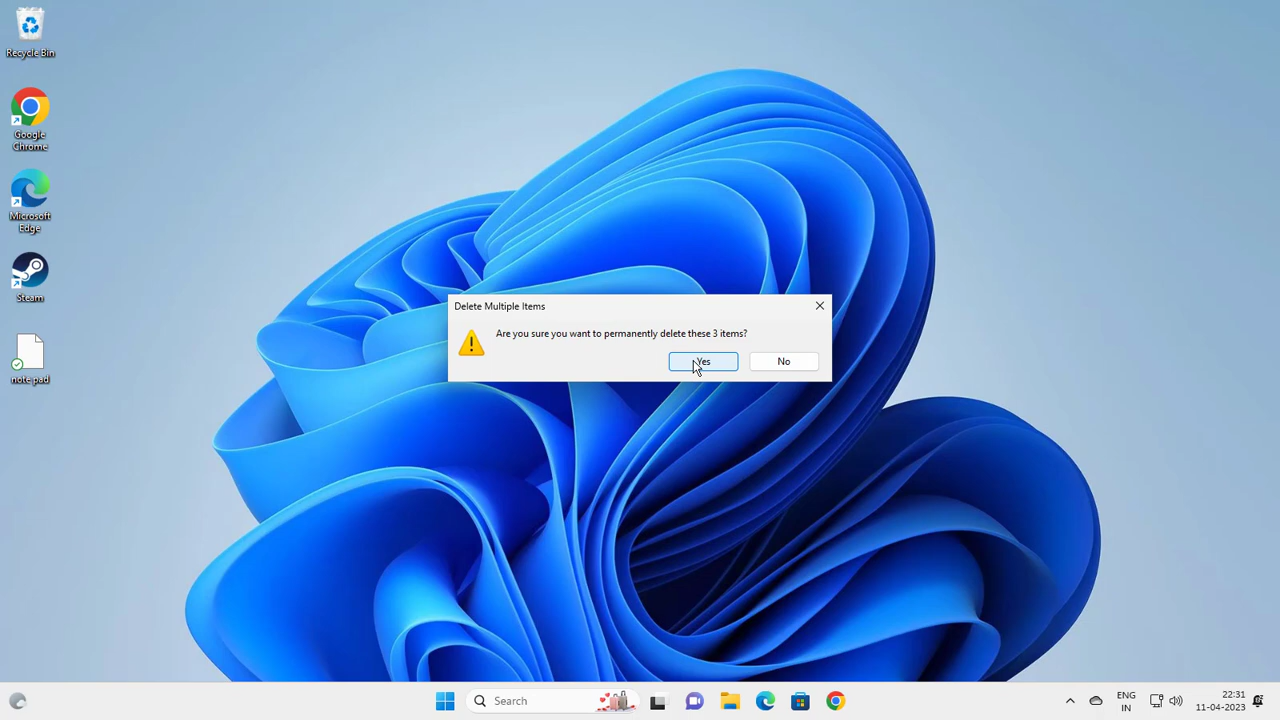 Recycle Bin
Google
Chrome
Microsoft
Edge
Steam
note pad
Delete Multiple Items
Are you sure you want to permanently delete these 3 items?
Yes
No
Search
ENG
IN
22:31
11-04-2023